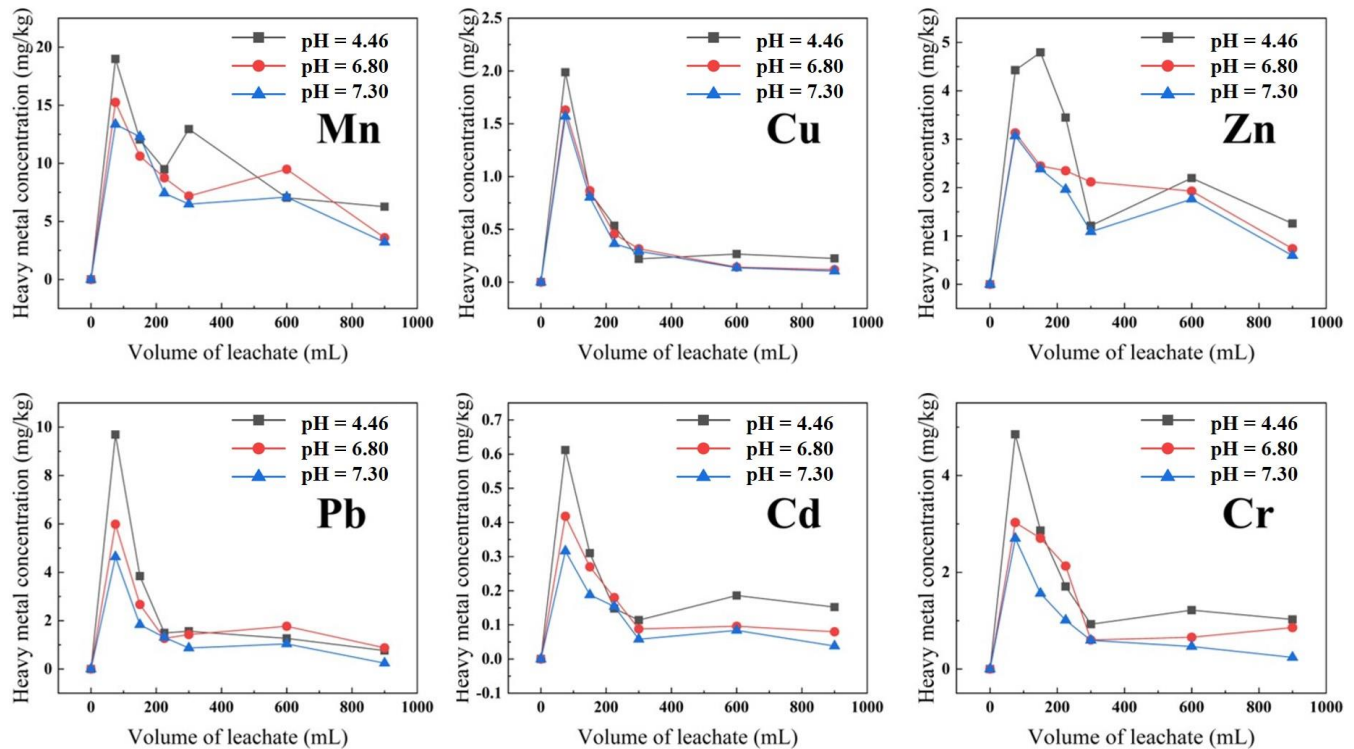 Heavy metal concentration (mg/kg)
20
15
10
5
0
pH = 4.46
pH = 6.80
pH = 7.30
Mn
0 200 400 600 800 1000
Volume of leachate (mL)
Heavy metal concentration (mg/kg)
2.5
2.0
1.5
1.0
0.5
0.0
pH = 4.46
pH = 6.80
pH = 7.30
Cu
0 200 400 600 800 1000
Volume of leachate (mL)
Heavy metal concentration (mg/kg)
5
4
3
2
1
0
pH = 4.46
pH = 6.80
pH = 7.30
Zn
0 200 400 600 800 1000
Volume of leachate (mL)
Heavy metal concentration (mg/kg)
10
8
6
4
2
0
pH = 4.46
pH = 6.80
pH = 7.30
Pb
0 200 400 600 800 1000
Volume of leachate (mL)
Heavy metal concentration (mg/kg)
0.7
0.6
0.5
0.4
0.3
0.2
0.1
0.0
-0.1
pH = 4.46
pH = 6.80
pH = 7.30
Cd
0 200 400 600 800 1000
Volume of leachate (mL)
Heavy metal concentration (mg/kg)
4
2
0
pH = 4.46
pH = 6.80
pH = 7.30
Cr
0 200 400 600 800 1000
Volume of leachate (mL)